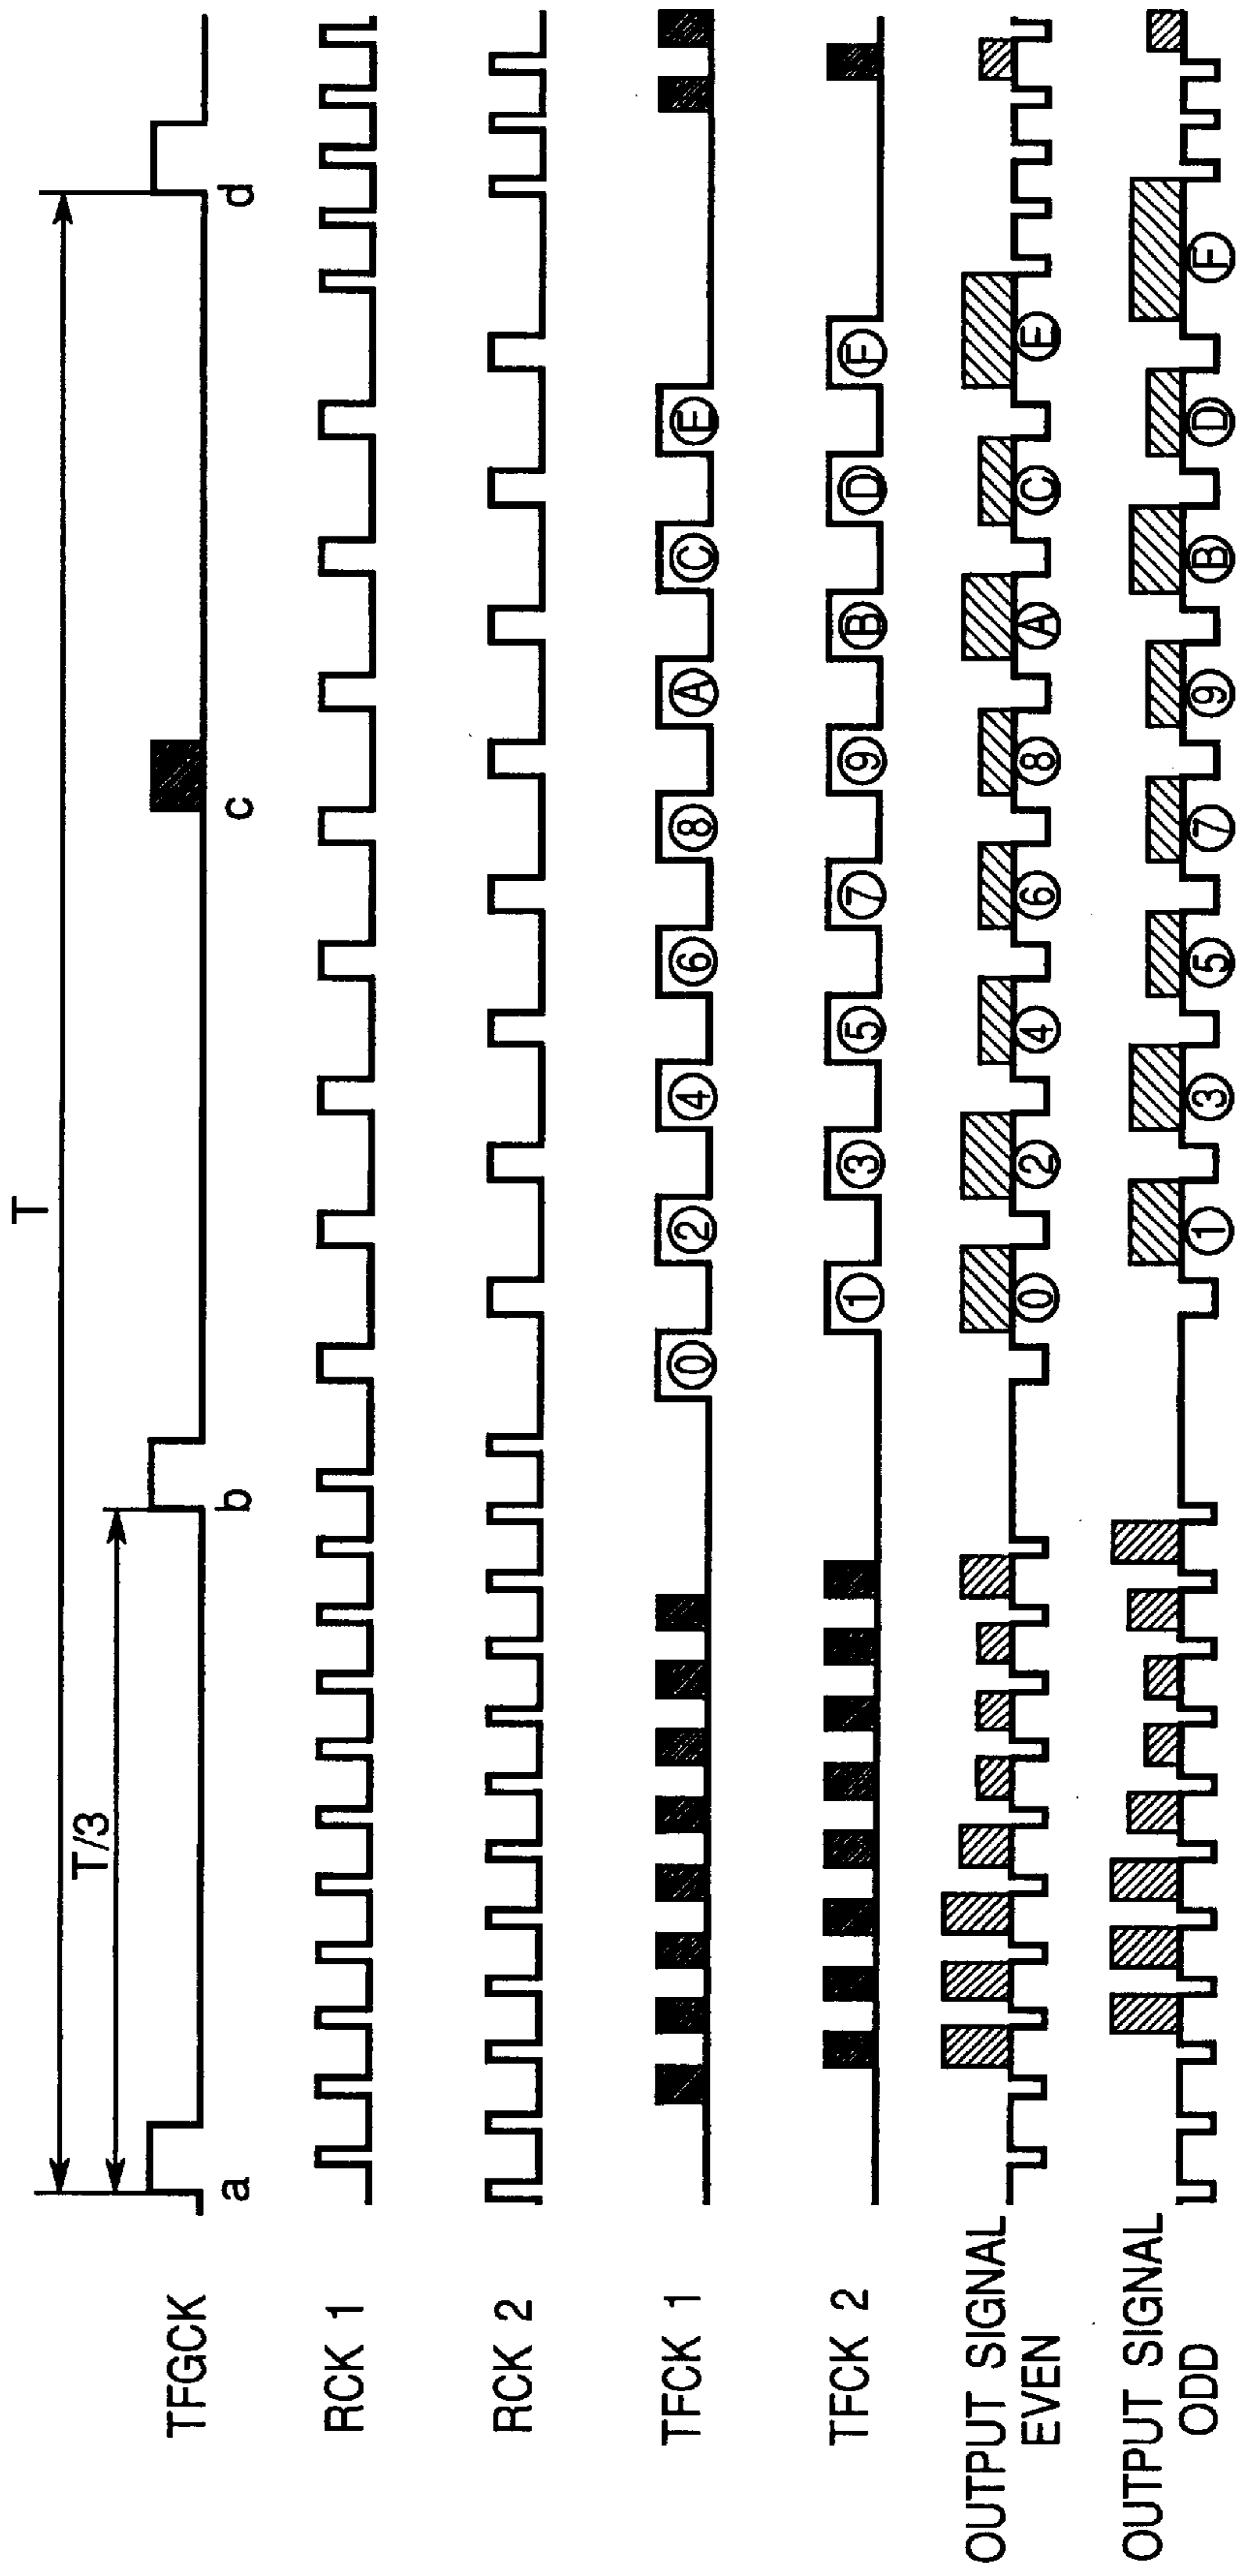 T
T/3
TFGCK
a
b
c
d
RCK 1
RCK 2
TFCK 1
⓪ ② ④ ⑥ ⑧ Ⓐ Ⓒ Ⓔ
TFCK 2
① ③ ⑤ ⑦ ⑨ Ⓑ Ⓓ Ⓕ
OUTPUT SIGNAL
EVEN
⓪ ② ④ ⑥ ⑧ Ⓐ Ⓒ Ⓔ
OUTPUT SIGNAL
ODD
① ③ ⑤ ⑦ ⑨ Ⓑ Ⓓ Ⓕ